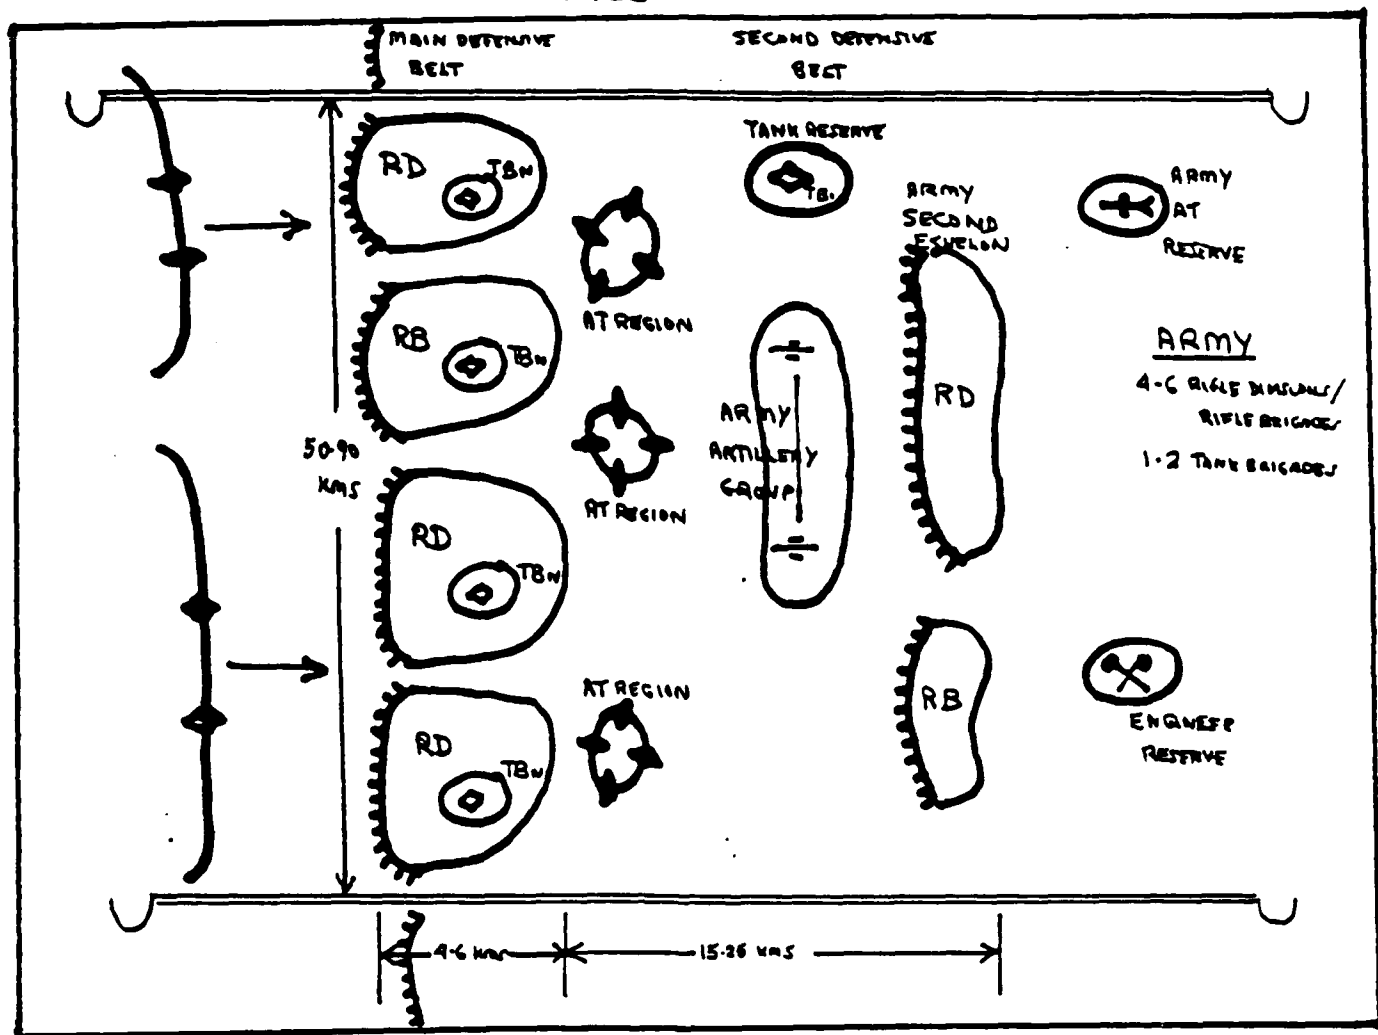 MAIN DEFENSIVE
BELT
SECOND DEFENSIVE
BELT
RD
TBN
TANK RESERVE
TB.
ARMY
SECOND
ESHELON
ARMY
AT
RESERVE
AT REGION
RB
TBN
ARMY
4-6 RIFLE DIVISIONS/
RIFLE BRIGADES
1-2 TANK BRIGADES
50-90
KMS
AT REGION
ARMY
ARTILLERY
GROUP
RD
RD
TBN
AT REGION
RD
TBN
RB
ENGINEER
RESERVE
4-6 KMS
15-25 KMS